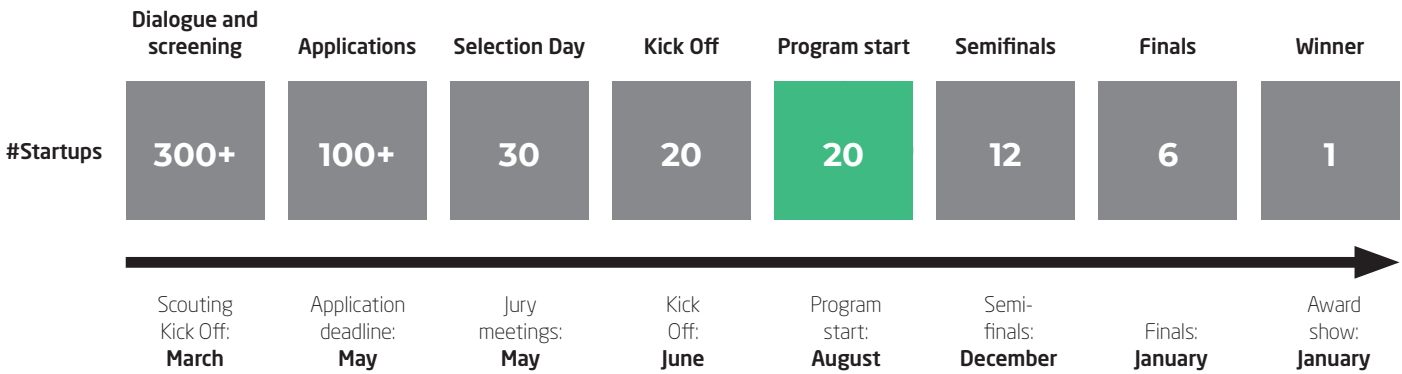 Dialogue and
screening
Applications
Selection Day
Kick Off
Program start
Semifinals
Finals
Winner
#Startups
300+
100+
30
20
20
12
6
1
Scouting
Kick Off:
March
Application
deadline:
May
Jury
meetings:
May
Kick
Off:
June
Program
start:
August
Semi-
finals:
December
Finals:
January
Award
show:
January